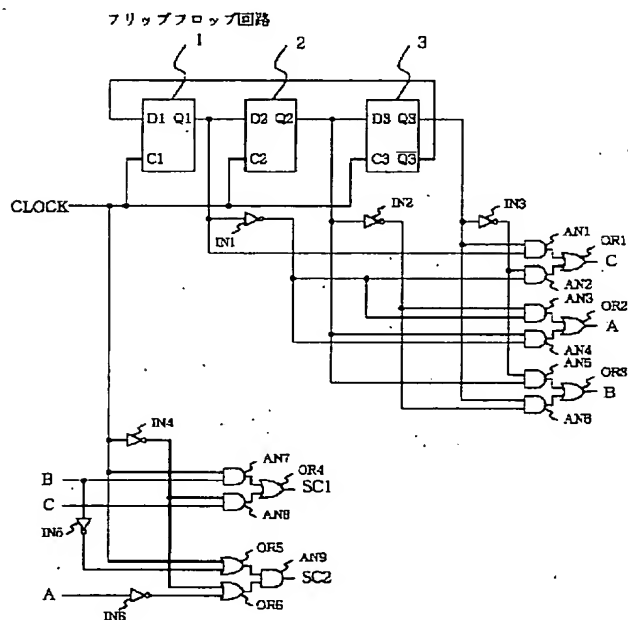 フリップフロップ回路
1 2 3
D1 Q1 D2 Q2 D3 Q3
C1 C2 C3 Q3
CLOCK
IN1
IN2
IN3
AN1
OR1
C
AN2
AN3
OR2
A
AN4
AN5
OR3
B
AN6
IN4
AN7
OR4
B
SC1
C
AN8
IN5
OR5
AN9
SC2
A
OR6
IN6